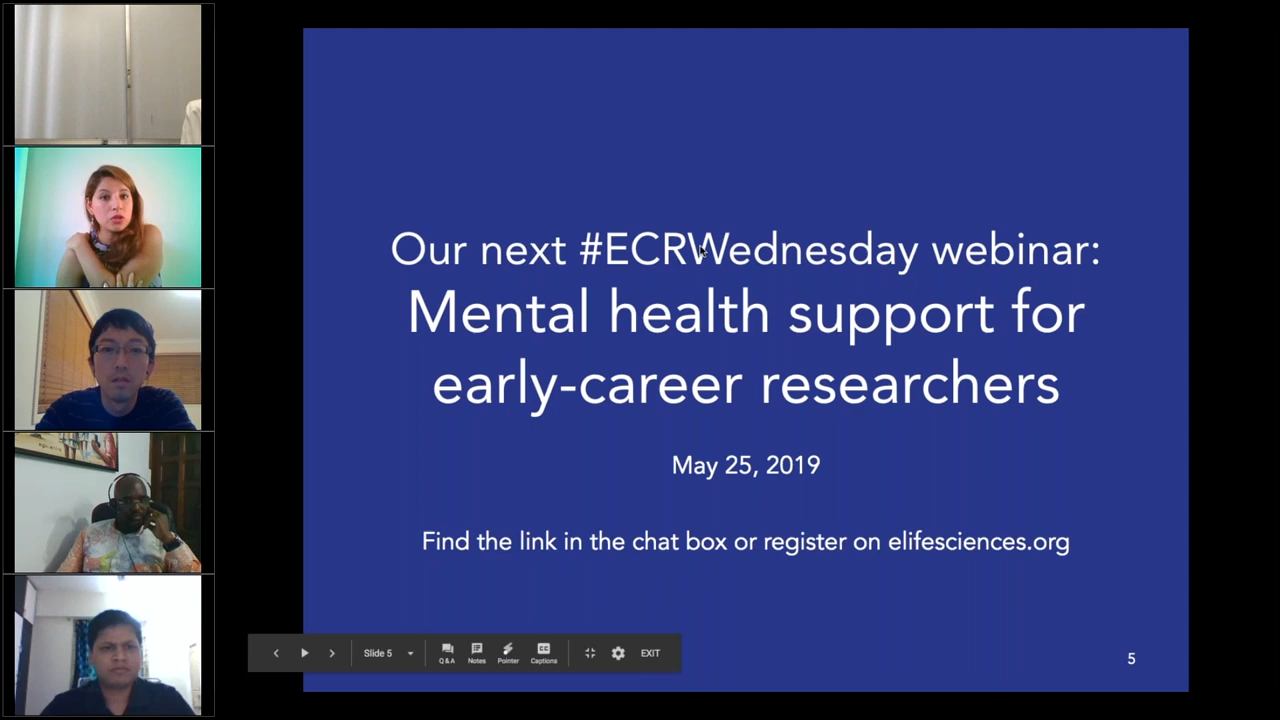 Our next #ECRWednesday webinar:
Mental health support for
early-career researchers
May 25, 2019
Find the link in the chat box or register on elifesciences.org
Slide 5
Q & A
Notes
Pointer
CC
Captions
EXIT
5